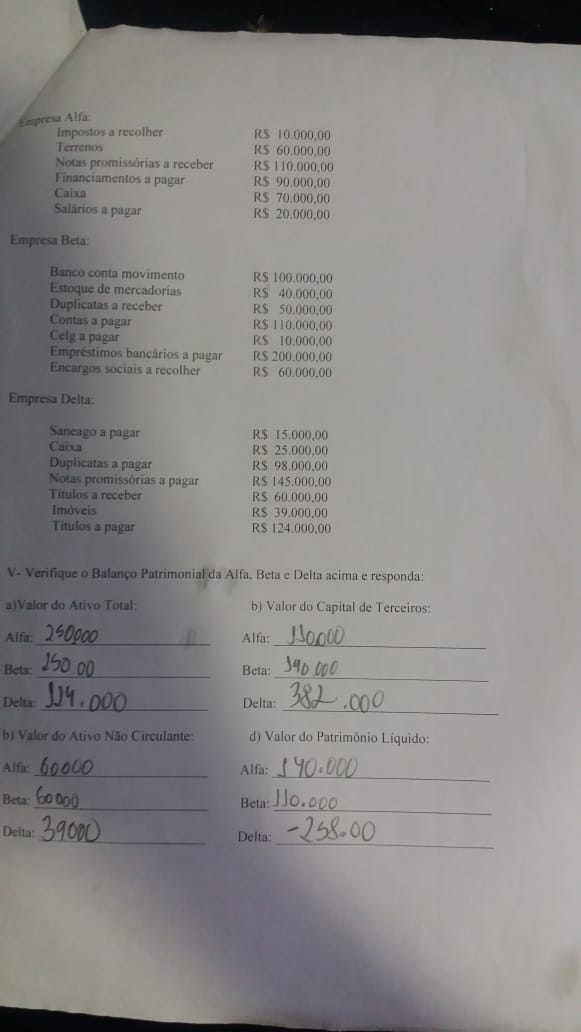 Empresa Alfa:
Impostos a recolher R$ 10.000,00
Terrenos R$ 60.000,00
Notas promissórias a receber R$ 110.000,00
Financiamentos a pagar R$ 90.000,00
Caixa R$ 70.000,00
Salários a pagar R$ 20.000,00
Empresa Beta:
Banco conta movimento R$ 100.000,00
Estoque de mercadorias R$ 40.000,00
Duplicatas a receber R$ 50.000,00
Contas a pagar R$ 110.000,00
Celg a pagar R$ 10.000,00
Empréstimos bancários a pagar R$ 200.000,00
Encargos sociais a recolher R$ 60.000,00
Empresa Delta:
Saneago a pagar R$ 15.000,00
Caixa R$ 25.000,00
Duplicatas a pagar R$ 98.000,00
Notas promissórias a pagar R$ 145.000,00
Títulos a receber R$ 60.000,00
Imóveis R$ 39.000,00
Títulos a pagar R$ 124.000,00
V- Verifique o Balanço Patrimonial da Alfa, Beta e Delta acima e responda:
a)Valor do Ativo Total: b) Valor do Capital de Terceiros:
Alfa: 250000 Alfa: 110000
Beta: 250.00 Beta: 140.000
Delta: 124.000 Delta: 382.000
b) Valor do Ativo Não Circulante: d) Valor do Patrimônio Líquido:
Alfa: 60000 Alfa: 140.000
Beta: 60000 Beta: 110.000
Delta: 39000 Delta: -258.00